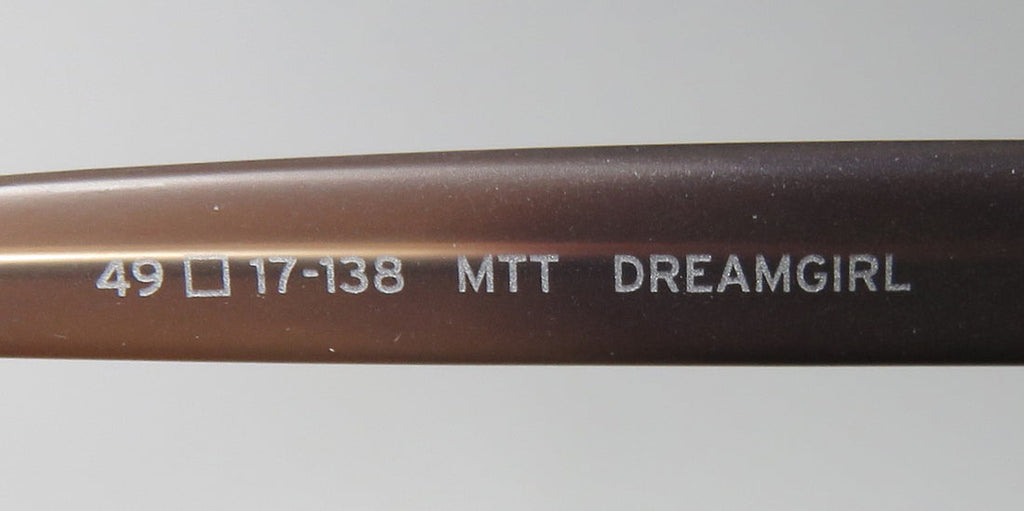 49 □ 17-138 MTT DREAMGIRL